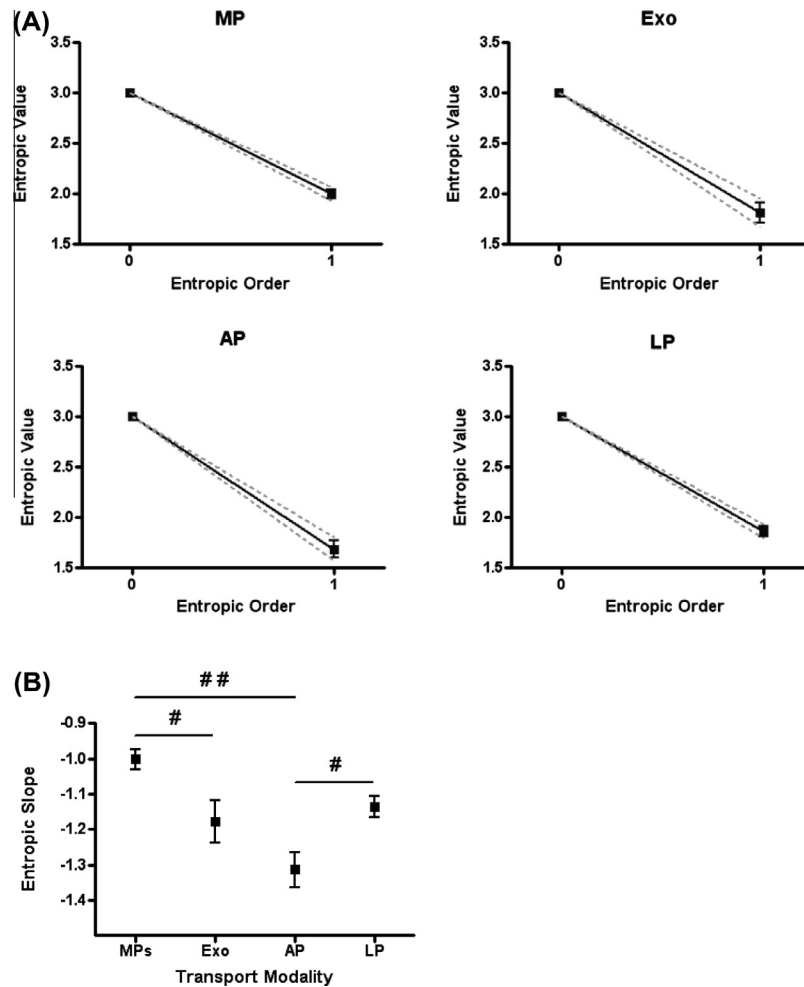 (A)
MP
3.5
3.0
2.5
2.0
1.5
Entropic Value
0
1
Entropic Order
Exo
3.5
3.0
2.5
2.0
1.5
Entropic Value
0
1
Entropic Order
AP
3.5
3.0
2.5
2.0
1.5
Entropic Value
0
1
Entropic Order
LP
3.5
3.0
2.5
2.0
1.5
Entropic Value
0
1
Entropic Order
(B)
##
#
#
-0.9
-1.0
-1.1
-1.2
-1.3
-1.4
Entropic Slope
MPs
Exo
AP
LP
Transport Modality